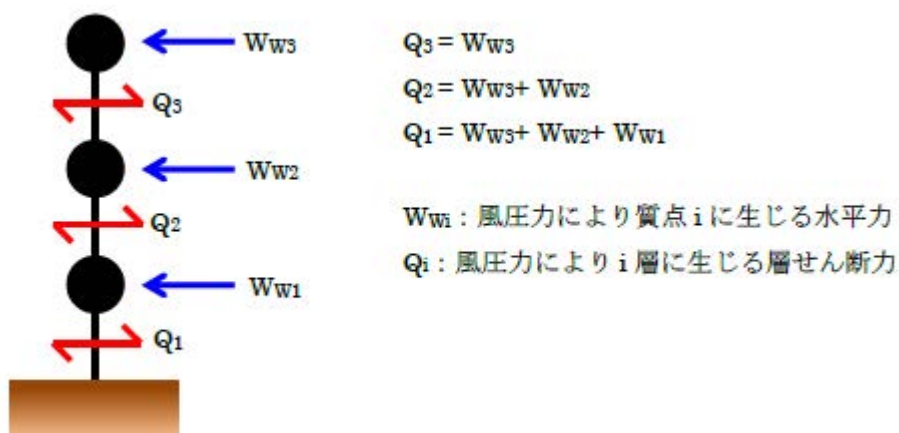 WW3
Q3
WW2
Q2
WW1
Q1
Q3 = WW3
Q2 = WW3+ WW2
Q1 = WW3+ WW2+ WW1
WWi：風圧力により質点 i に生じる水平力
Qi：風圧力により i 層に生じる層せん断力